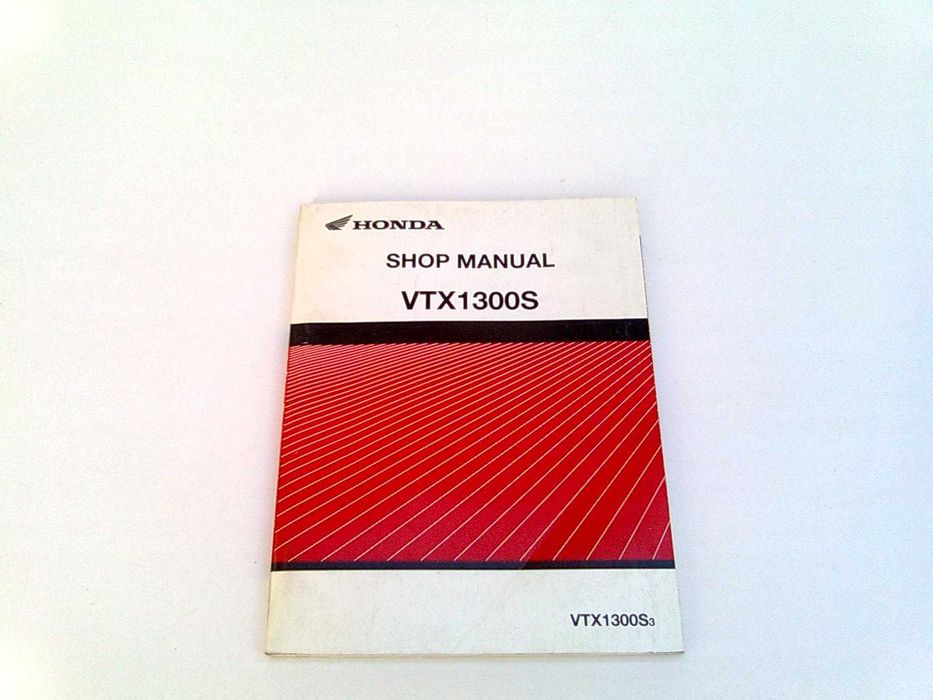 HONDA
SHOP MANUAL
VTX1300S
VTX1300S3